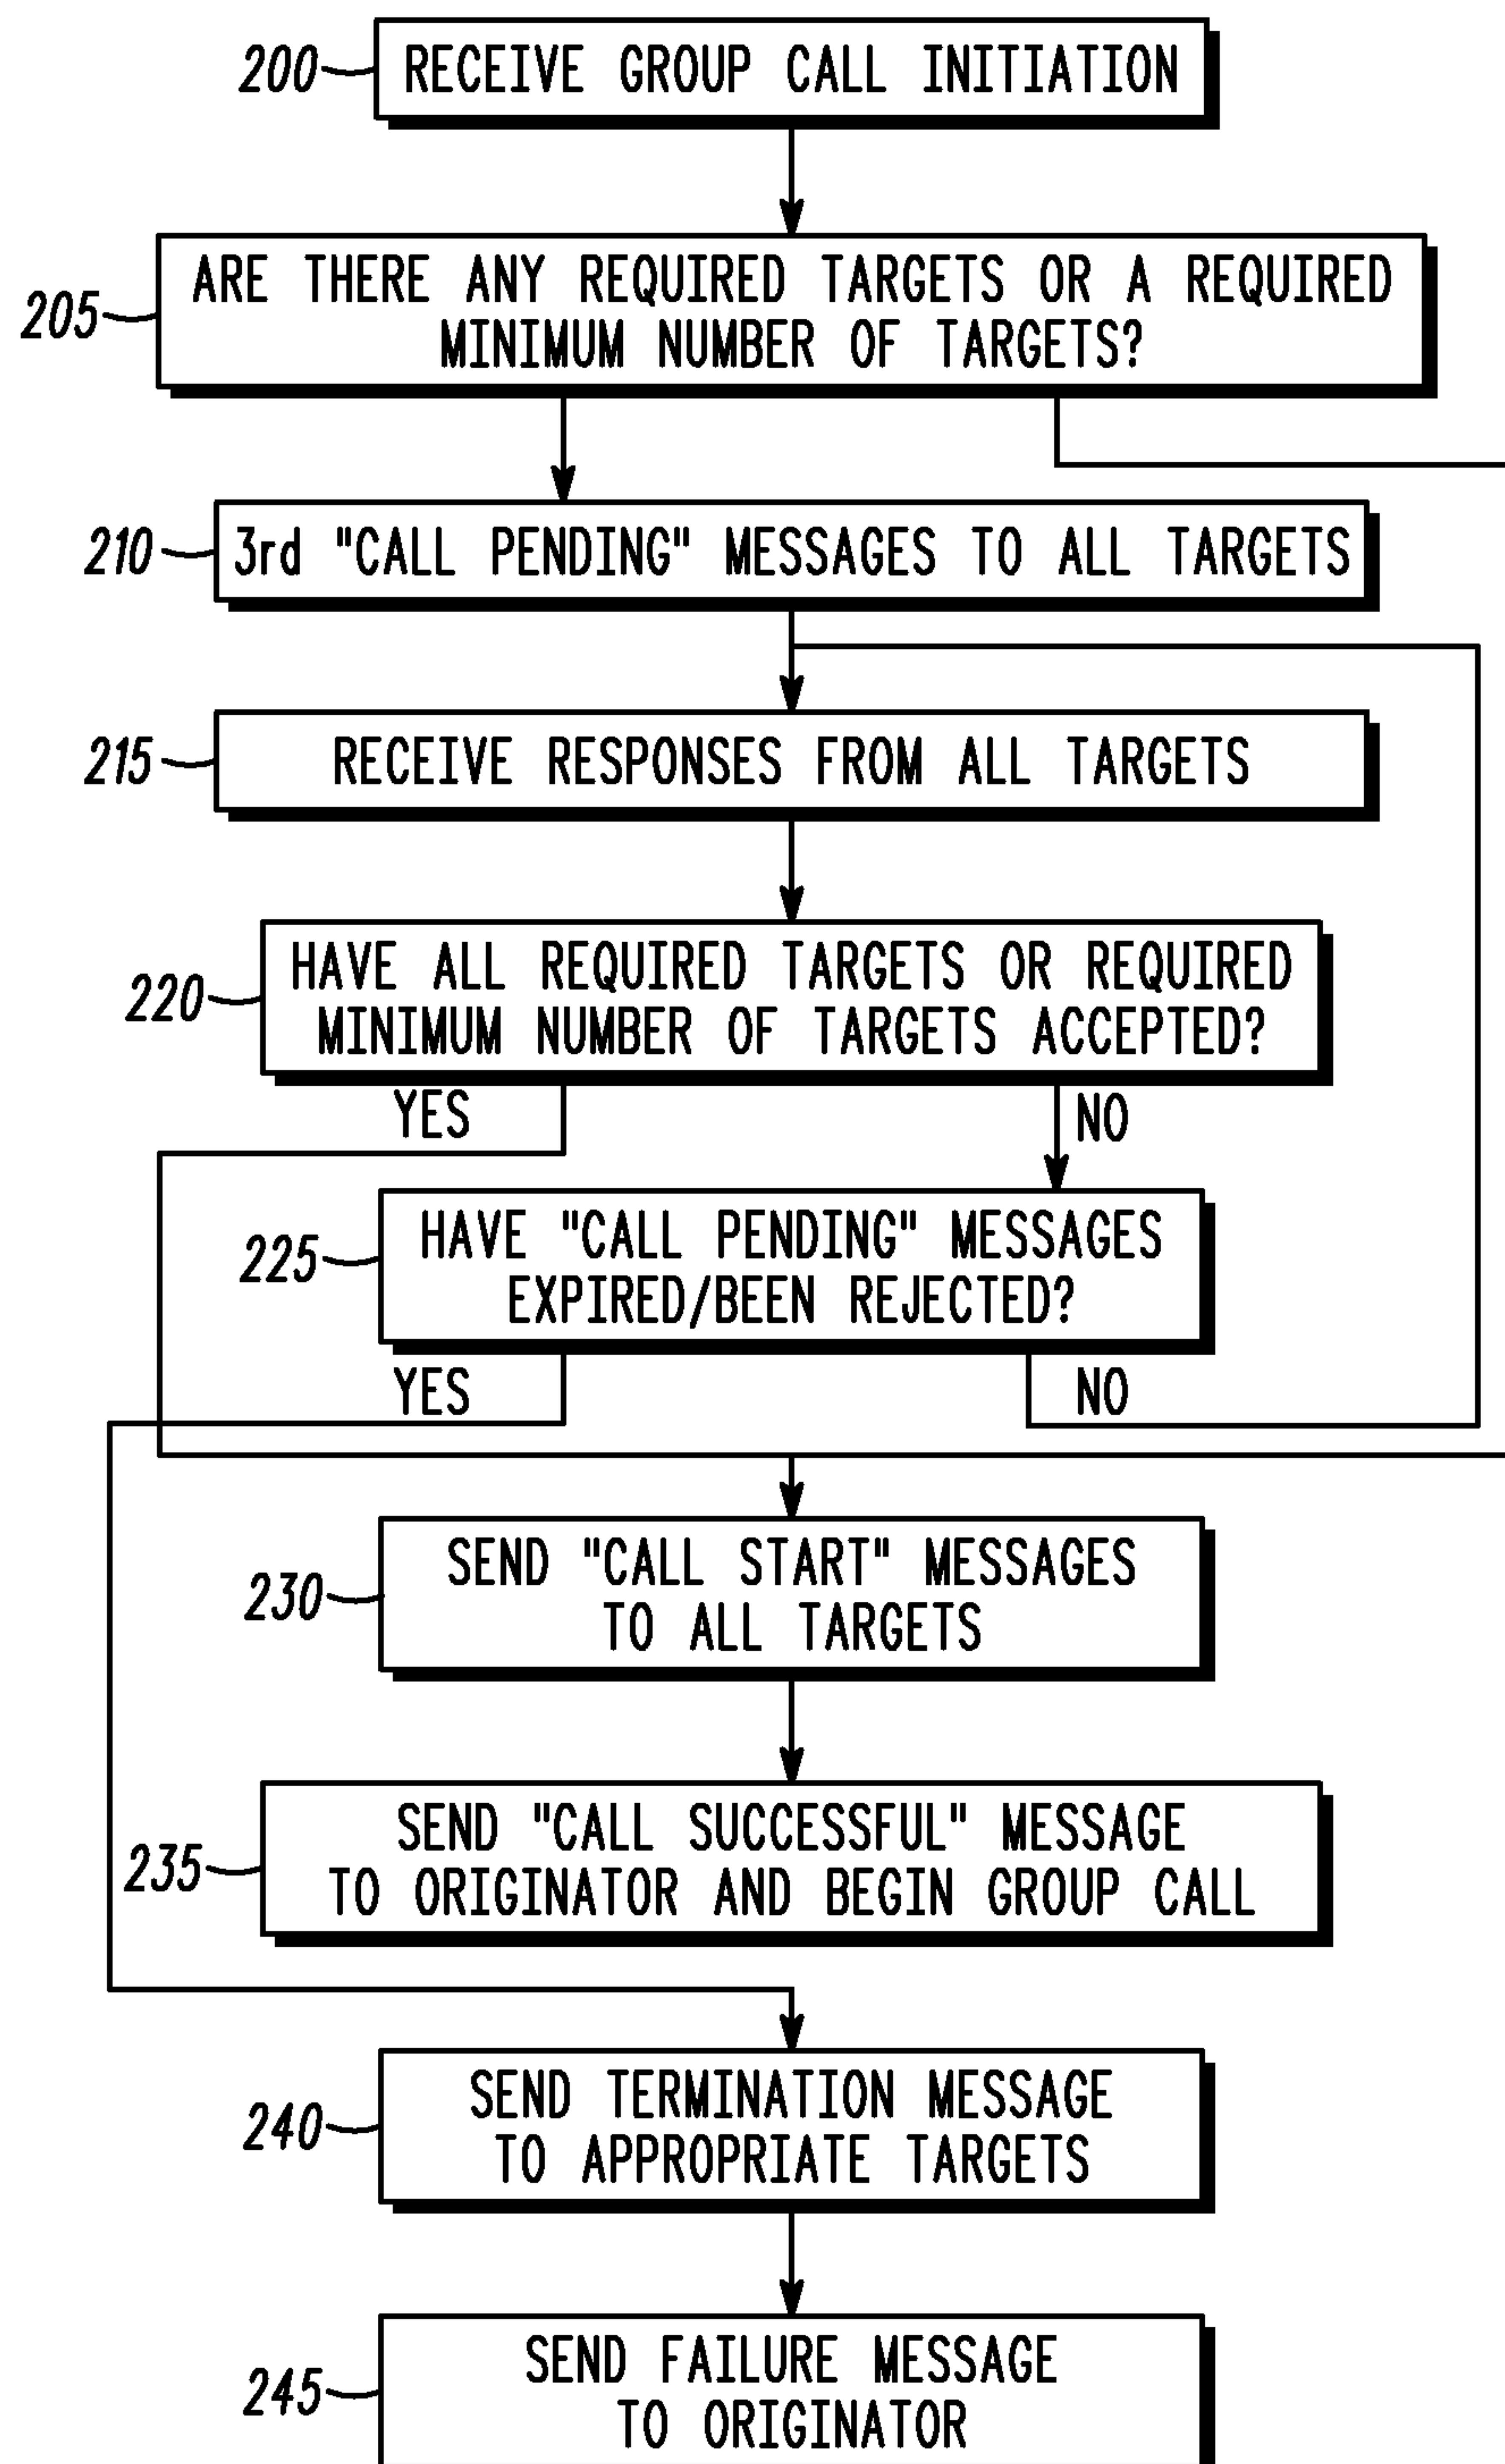 200
RECEIVE GROUP CALL INITIATION
205
ARE THERE ANY REQUIRED TARGETS OR A REQUIRED
MINIMUM NUMBER OF TARGETS?
210
3rd "CALL PENDING" MESSAGES TO ALL TARGETS
215
RECEIVE RESPONSES FROM ALL TARGETS
220
HAVE ALL REQUIRED TARGETS OR REQUIRED
MINIMUM NUMBER OF TARGETS ACCEPTED?
YES
NO
225
HAVE "CALL PENDING" MESSAGES
EXPIRED/BEEN REJECTED?
YES
NO
230
SEND "CALL START" MESSAGES
TO ALL TARGETS
235
SEND "CALL SUCCESSFUL" MESSAGE
TO ORIGINATOR AND BEGIN GROUP CALL
240
SEND TERMINATION MESSAGE
TO APPROPRIATE TARGETS
245
SEND FAILURE MESSAGE
TO ORIGINATOR